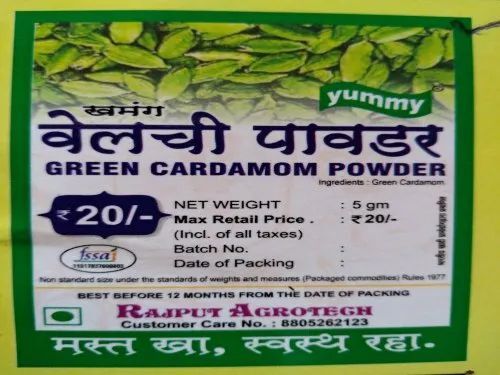 yummy
खमंग
वेलची पावडर
GREEN CARDAMOM POWDER
Ingredients : Green Cardamom
₹ 20/-
NET WEIGHT : 5 gm
Max Retail Price . : ₹ 20/-
(Incl. of all taxes)
Batch No. :
Date of Packing :
fssai
Non standard size under the standards of weights and measures (Packaged commodities) Rules 1977
BEST BEFORE 12 MONTHS FROM THE DATE OF PACKING
RAJPUT AGROTECH
Customer Care No. : 8805262123
मस्त खा, स्वस्थ रहा.